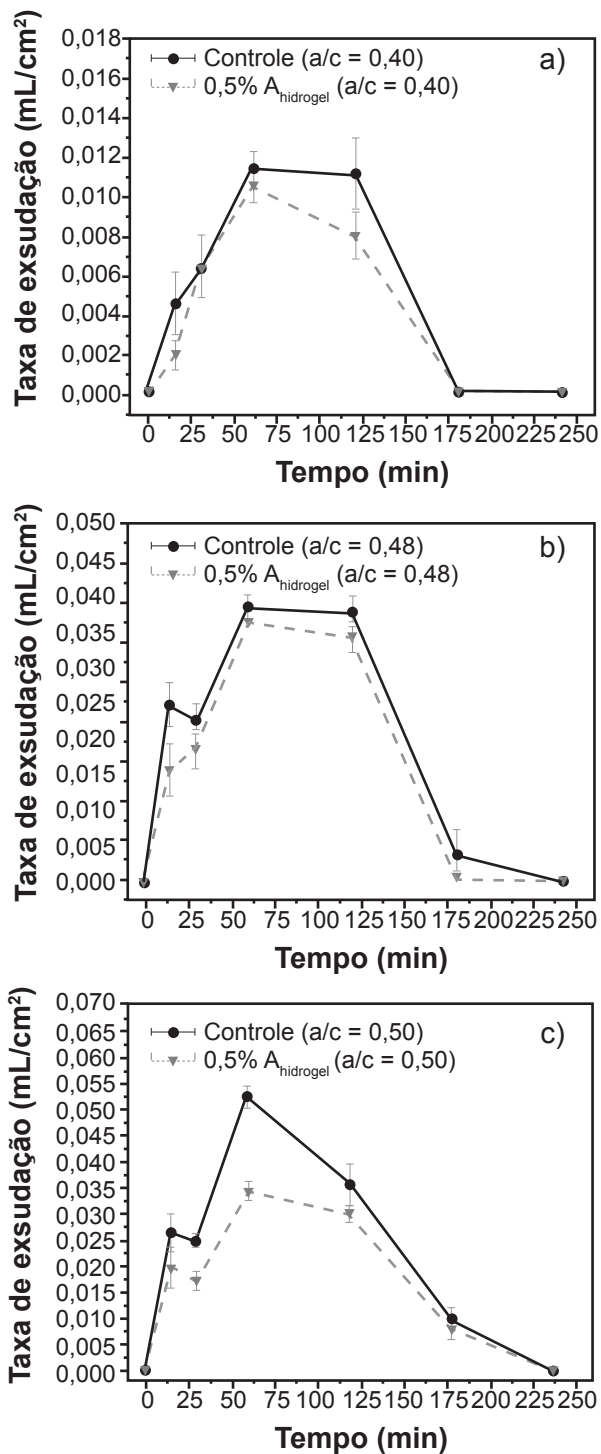 0,018
Controle (a/c = 0,40)
a)
0,016
0,5% Ahidrogel (a/c = 0,40)
0,014
0,012
0,010
0,008
0,006
0,004
0,002
0,000
Taxa de exsudação (mL/cm²)
0 25 50 75 100 125 150 175 200 225 250
Tempo (min)
0,050
Controle (a/c = 0,48)
b)
0,045
0,5% Ahidrogel (a/c = 0,48)
0,040
0,035
0,030
0,025
0,020
0,015
0,010
0,005
0,000
Taxa de exsudação (mL/cm²)
0 25 50 75 100 125 150 175 200 225 250
Tempo (min)
0,070
Controle (a/c = 0,50)
c)
0,065
0,5% Ahidrogel (a/c = 0,50)
0,060
0,055
0,050
0,045
0,040
0,035
0,030
0,025
0,020
0,015
0,010
0,005
0,000
Taxa de exsudação (mL/cm²)
0 25 50 75 100 125 150 175 200 225 250
Tempo (min)